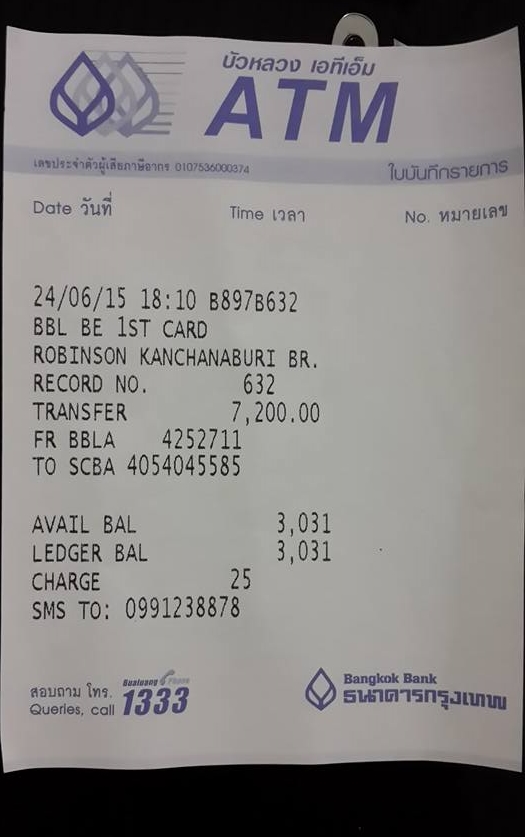 บัวหลวง เอทีเอ็ม
ATM
เลขประจำตัวผู้เสียภาษีอากร 0107536000374
ใบบันทึกรายการ
Date วันที่ Time เวลา No. หมายเลข
24/06/15 18:10 B897B632
BBL BE 1ST CARD
ROBINSON KANCHANABURI BR.
RECORD NO. 632
TRANSFER 7,200.00
FR BBLA 4252711
TO SCBA 4054045585
AVAIL BAL 3,031
LEDGER BAL 3,031
CHARGE 25
SMS TO: 0991238878
สอบถาม โทร.
Queries, call
Bualuang Phone
1333
Bangkok Bank
ธนาคารกรุงเทพ